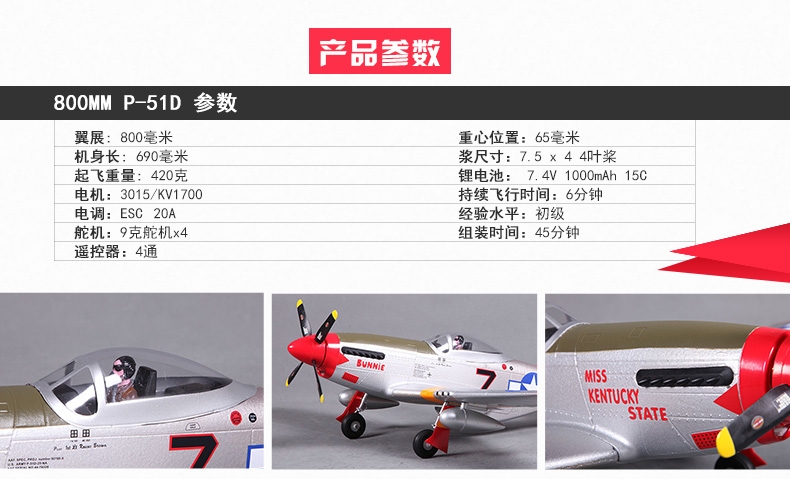 产品参数
800MM P-51D 参数
翼展: 800毫米
重心位置: 65毫米
机身长: 690毫米
浆尺寸: 7.5 x 4 4叶桨
起飞重量: 420克
锂电池: 7.4V 1000mAh 15C
电机: 3015/KV1700
持续飞行时间: 6分钟
电调: ESC 20A
经验水平: 初级
舵机: 9克舵机x4
组装时间: 45分钟
遥控器: 4通
7
BUNNIE
7
MISS
KENTUCKY
STATE